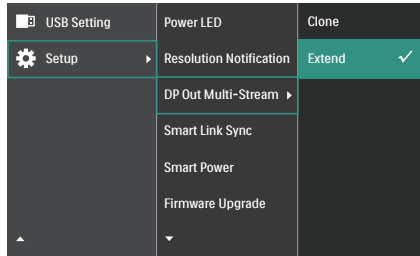 USB Setting
Setup
Power LED
Resolution Notification
DP Out Multi-Stream
Smart Link Sync
Smart Power
Firmware Upgrade
Clone
Extend